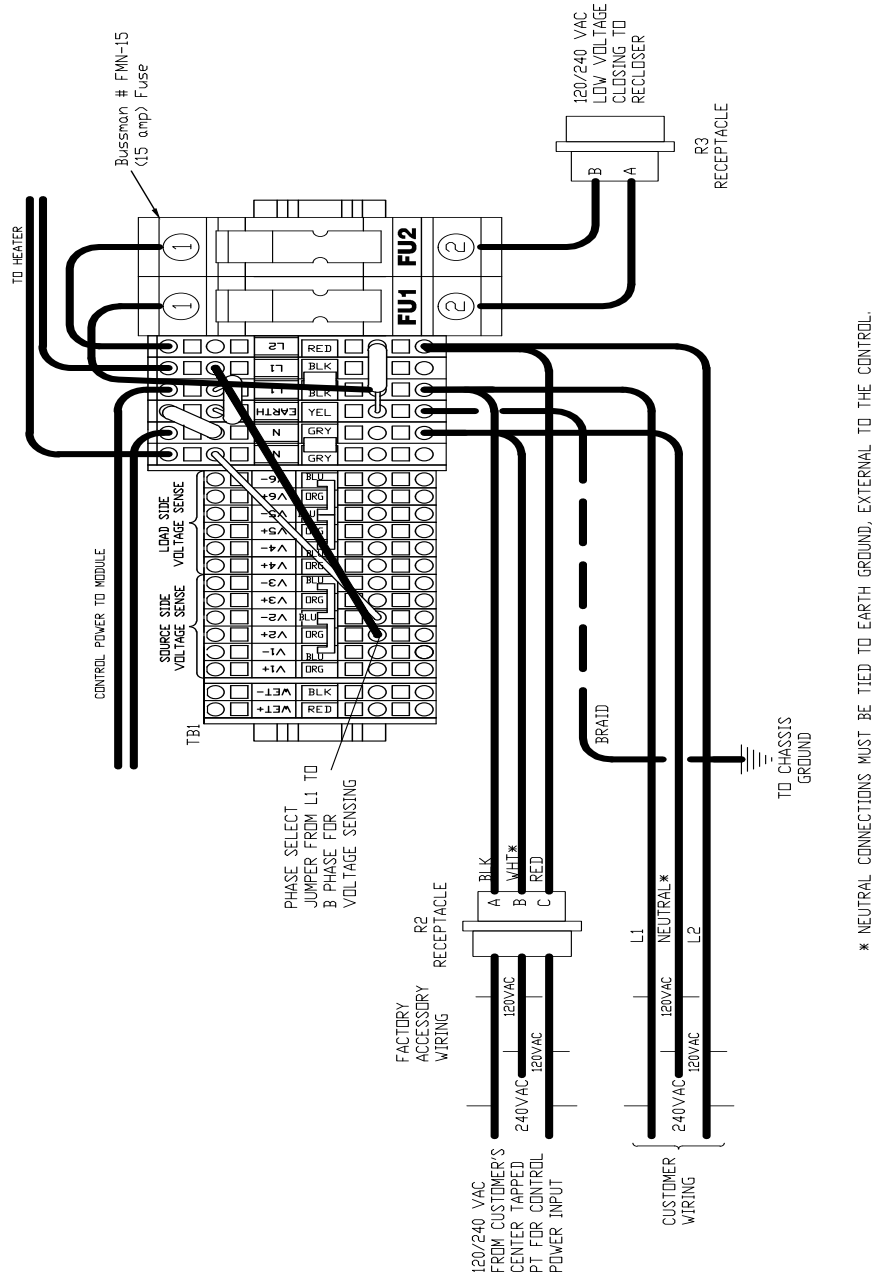 Bussman # FMN-15
(15 amp) Fuse
TO HEATER
120/240 VAC
LOW VOLTAGE
CLOSING TO
RECLOSER
R3
RECEPTACLE
B
A
1
1
FU2
FU1
2
2
L2
RED
L1
BLK
L1
BLK
EARTH
YEL
N
GRY
N
GRY
V6-
BLU
V6+
ORG
V5-
BLU
V5+
ORG
V4-
BLU
V4+
ORG
V3-
BLU
V3+
ORG
V2-
BLU
V2+
ORG
V1-
BLU
V1+
ORG
WET-
BLK
WET+
RED
TB1
LOAD SIDE
VOLTAGE SENSE
SOURCE SIDE
VOLTAGE SENSE
CONTROL POWER TO MODULE
PHASE SELECT
JUMPER FROM L1 TO
B PHASE FOR
VOLTAGE SENSING
BRAID
TO CHASSIS
GROUND
BLK
WHT*
RED
A
B
C
R2
RECEPTACLE
FACTORY
ACCESSORY
WIRING
120VAC
120VAC
240VAC
120/240 VAC
FROM CUSTOMER'S
CENTER TAPPED
PT FOR CONTROL
POWER INPUT
L1
NEUTRAL*
L2
120VAC
120VAC
240VAC
CUSTOMER
WIRING
* NEUTRAL CONNECTIONS MUST BE TIED TO EARTH GROUND, EXTERNAL TO THE CONTROL.